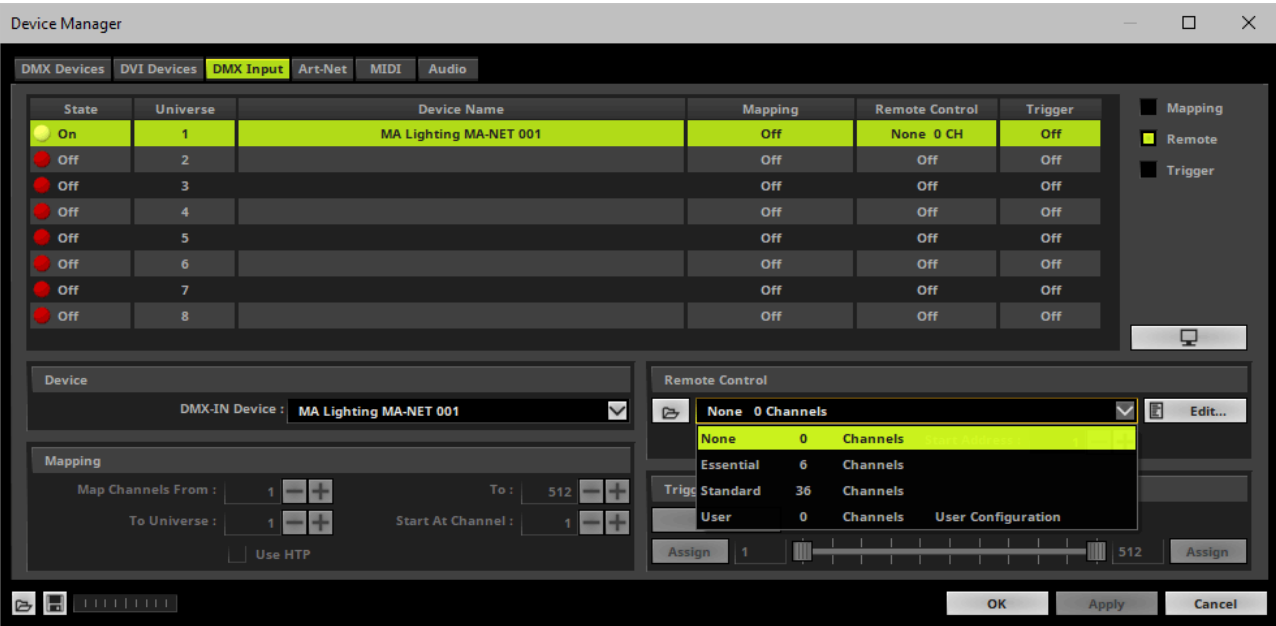 Device Manager
DMX Devices DVI Devices DMX Input Art-Net MIDI Audio
State Universe Device Name Mapping Remote Control Trigger
On 1 MA Lighting MA-NET 001 Off None 0 CH Off
Off 2 Off Off Off
Off 3 Off Off Off
Off 4 Off Off Off
Off 5 Off Off Off
Off 6 Off Off Off
Off 7 Off Off Off
Off 8 Off Off Off
Mapping
Remote
Trigger
Device
DMX-IN Device : MA Lighting MA-NET 001
Mapping
Map Channels From : 1 To : 512
To Universe : 1 Start At Channel : 1
Use HTP
Remote Control
None 0 Channels Edit...
None 0 Channels
Essential 6 Channels
Standard 36 Channels
User 0 Channels User Configuration
Assign 1 512 Assign
OK Apply Cancel